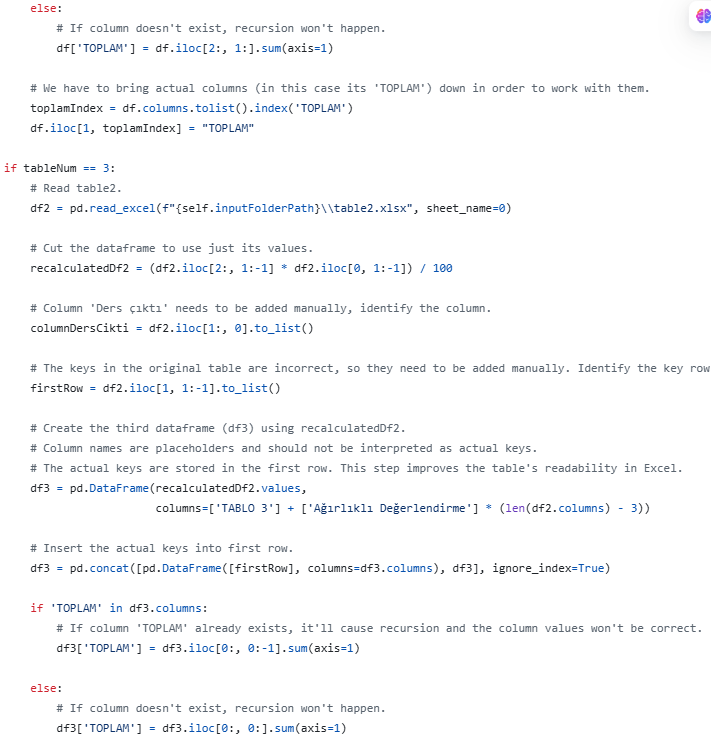 else:
# If column doesn't exist, recursion won't happen.
df['TOPLAM'] = df.iloc[2:, 1:].sum(axis=1)
# We have to bring actual columns (in this case its 'TOPLAM') down in order to work with them.
toplamIndex = df.columns.tolist().index('TOPLAM')
df.iloc[1, toplamIndex] = "TOPLAM"
if tableNum == 3:
# Read table2.
df2 = pd.read_excel(f"{self.inputFolderPath}\\table2.xlsx", sheet_name=0)
# Cut the dataframe to use just its values.
recalculatedDf2 = (df2.iloc[2:, 1:-1] * df2.iloc[0, 1:-1]) / 100
# Column 'Ders çıktı' needs to be added manually, identify the column.
columnDersCikti = df2.iloc[1:, 0].to_list()
# The keys in the original table are incorrect, so they need to be added manually. Identify the key row
firstRow = df2.iloc[1, 1:-1].to_list()
# Create the third dataframe (df3) using recalculatedDf2.
# Column names are placeholders and should not be interpreted as actual keys.
# The actual keys are stored in the first row. This step improves the table's readability in Excel.
df3 = pd.DataFrame(recalculatedDf2.values,
columns=['TABLO 3'] + ['Ağırlıklı Değerlendirme'] * (len(df2.columns) - 3))
# Insert the actual keys into first row.
df3 = pd.concat([pd.DataFrame([firstRow], columns=df3.columns), df3], ignore_index=True)
if 'TOPLAM' in df3.columns:
# If column 'TOPLAM' already exists, it'll cause recursion and the column values won't be correct.
df3['TOPLAM'] = df3.iloc[0:, 0:-1].sum(axis=1)
else:
# If column doesn't exist, recursion won't happen.
df3['TOPLAM'] = df3.iloc[0:, 0:].sum(axis=1)